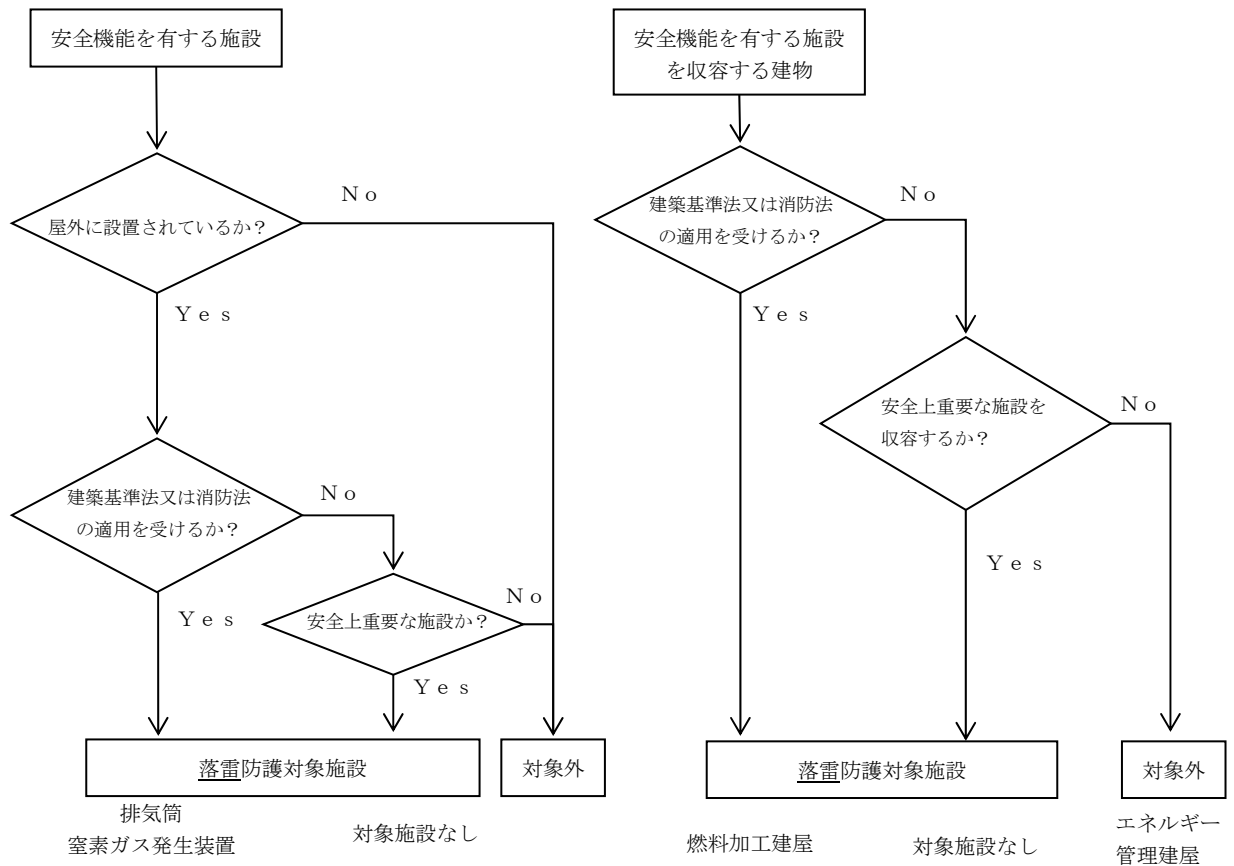 安全機能を有する施設
屋外に設置されているか？
Ｎｏ
Ｙｅｓ
建築基準法又は消防法
の適用を受けるか？
Ｎｏ
Ｙｅｓ
安全上重要な施設か？
Ｎｏ
Ｙｅｓ
落雷防護対象施設
対象外
排気筒
窒素ガス発生装置
対象施設なし
安全機能を有する施設
を収容する建物
建築基準法又は消防法
の適用を受けるか？
Ｎｏ
Ｙｅｓ
安全上重要な施設を
収容するか？
Ｎｏ
Ｙｅｓ
落雷防護対象施設
対象外
燃料加工建屋
対象施設なし
エネルギー
管理建屋